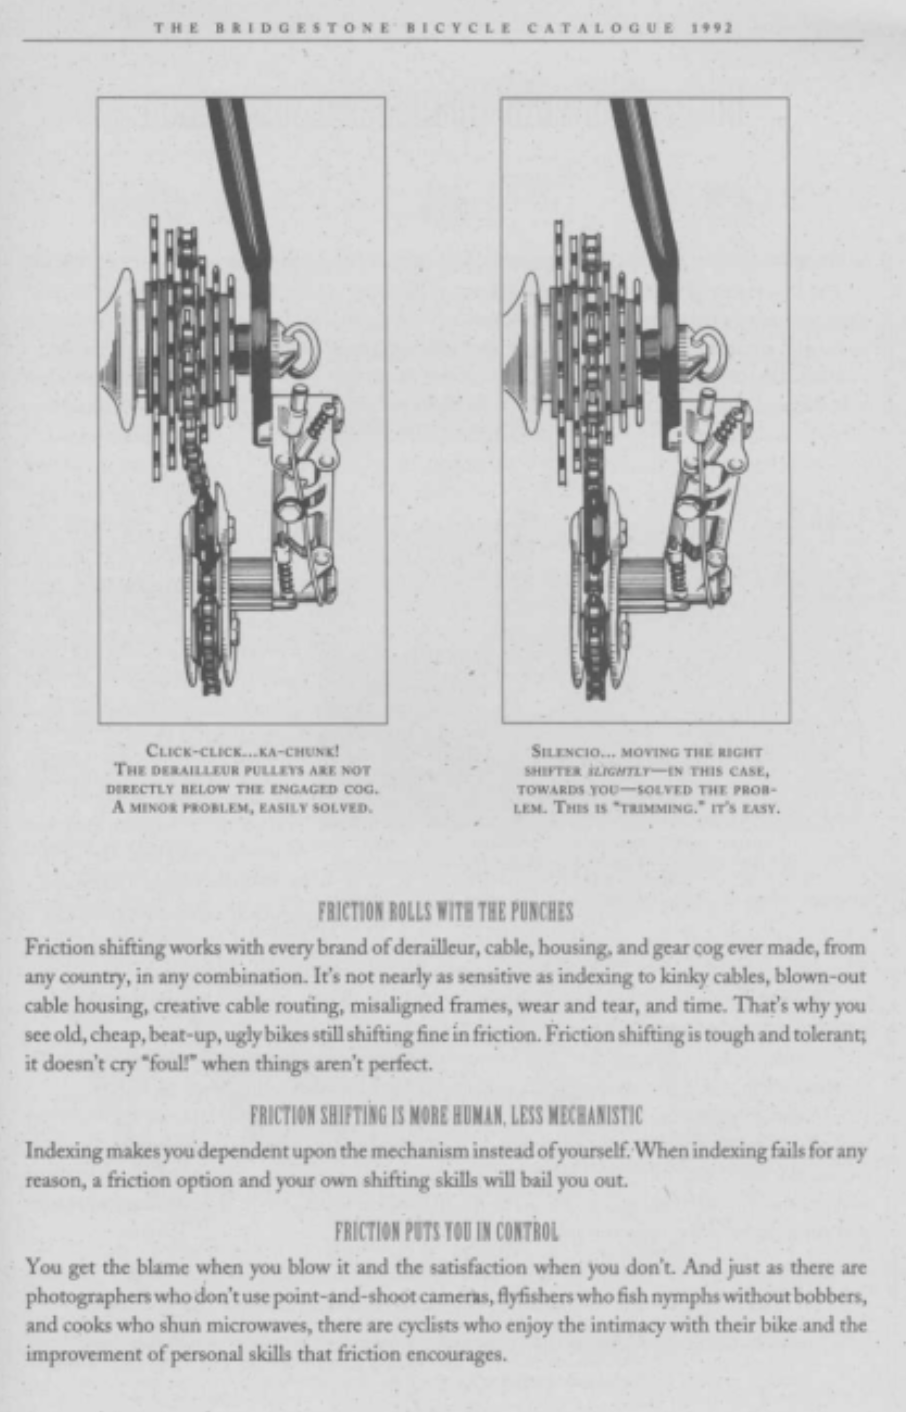 THE BRIDGESTONE BICYCLE CATALOGUE 1992
CLICK-CLICK...KA-CHUNK!
THE DERAILLEUR PULLEYS ARE NOT
DIRECTLY BELOW THE ENGAGED COG.
A MINOR PROBLEM, EASILY SOLVED.
SILENCIO... MOVING THE RIGHT
SHIFTER SLIGHTLY—IN THIS CASE,
TOWARDS YOU—SOLVED THE PROB-
LEM. THIS IS "TRIMMING." IT'S EASY.
FRICTION ROLLS WITH THE PUNCHES
Friction shifting works with every brand of derailleur, cable, housing, and gear cog ever made, from
any country, in any combination. It's not nearly as sensitive as indexing to kinky cables, blown-out
cable housing, creative cable routing, misaligned frames, wear and tear, and time. That's why you
see old, cheap, beat-up, ugly bikes still shifting fine in friction. Friction shifting is tough and tolerant;
it doesn't cry "foul!" when things aren't perfect.
FRICTION SHIFTING IS MORE HUMAN, LESS MECHANISTIC
Indexing makes you dependent upon the mechanism instead of yourself. When indexing fails for any
reason, a friction option and your own shifting skills will bail you out.
FRICTION PUTS YOU IN CONTROL
You get the blame when you blow it and the satisfaction when you don't. And just as there are
photographers who don't use point-and-shoot cameras, flyfishers who fish nymphs without bobbers,
and cooks who shun microwaves, there are cyclists who enjoy the intimacy with their bike and the
improvement of personal skills that friction encourages.